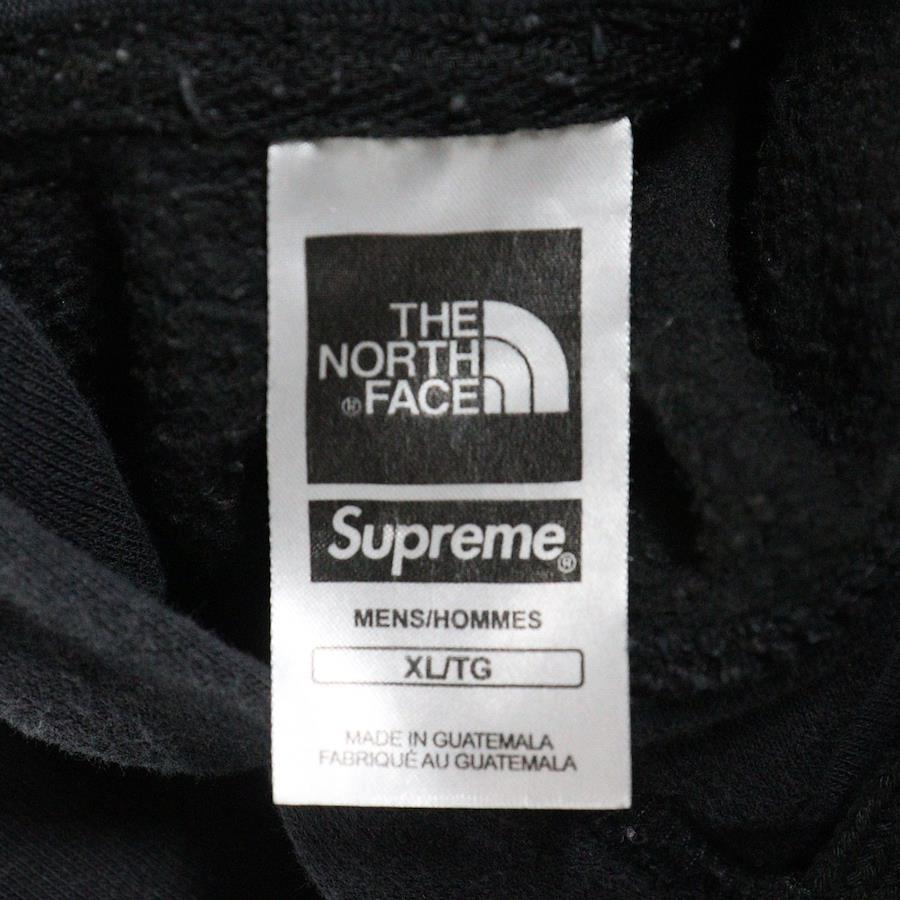 THE
NORTH
®FACE
Supreme®
MENS/HOMMES
XL/TG
MADE IN GUATEMALA
FABRIQUÉ AU GUATEMALA